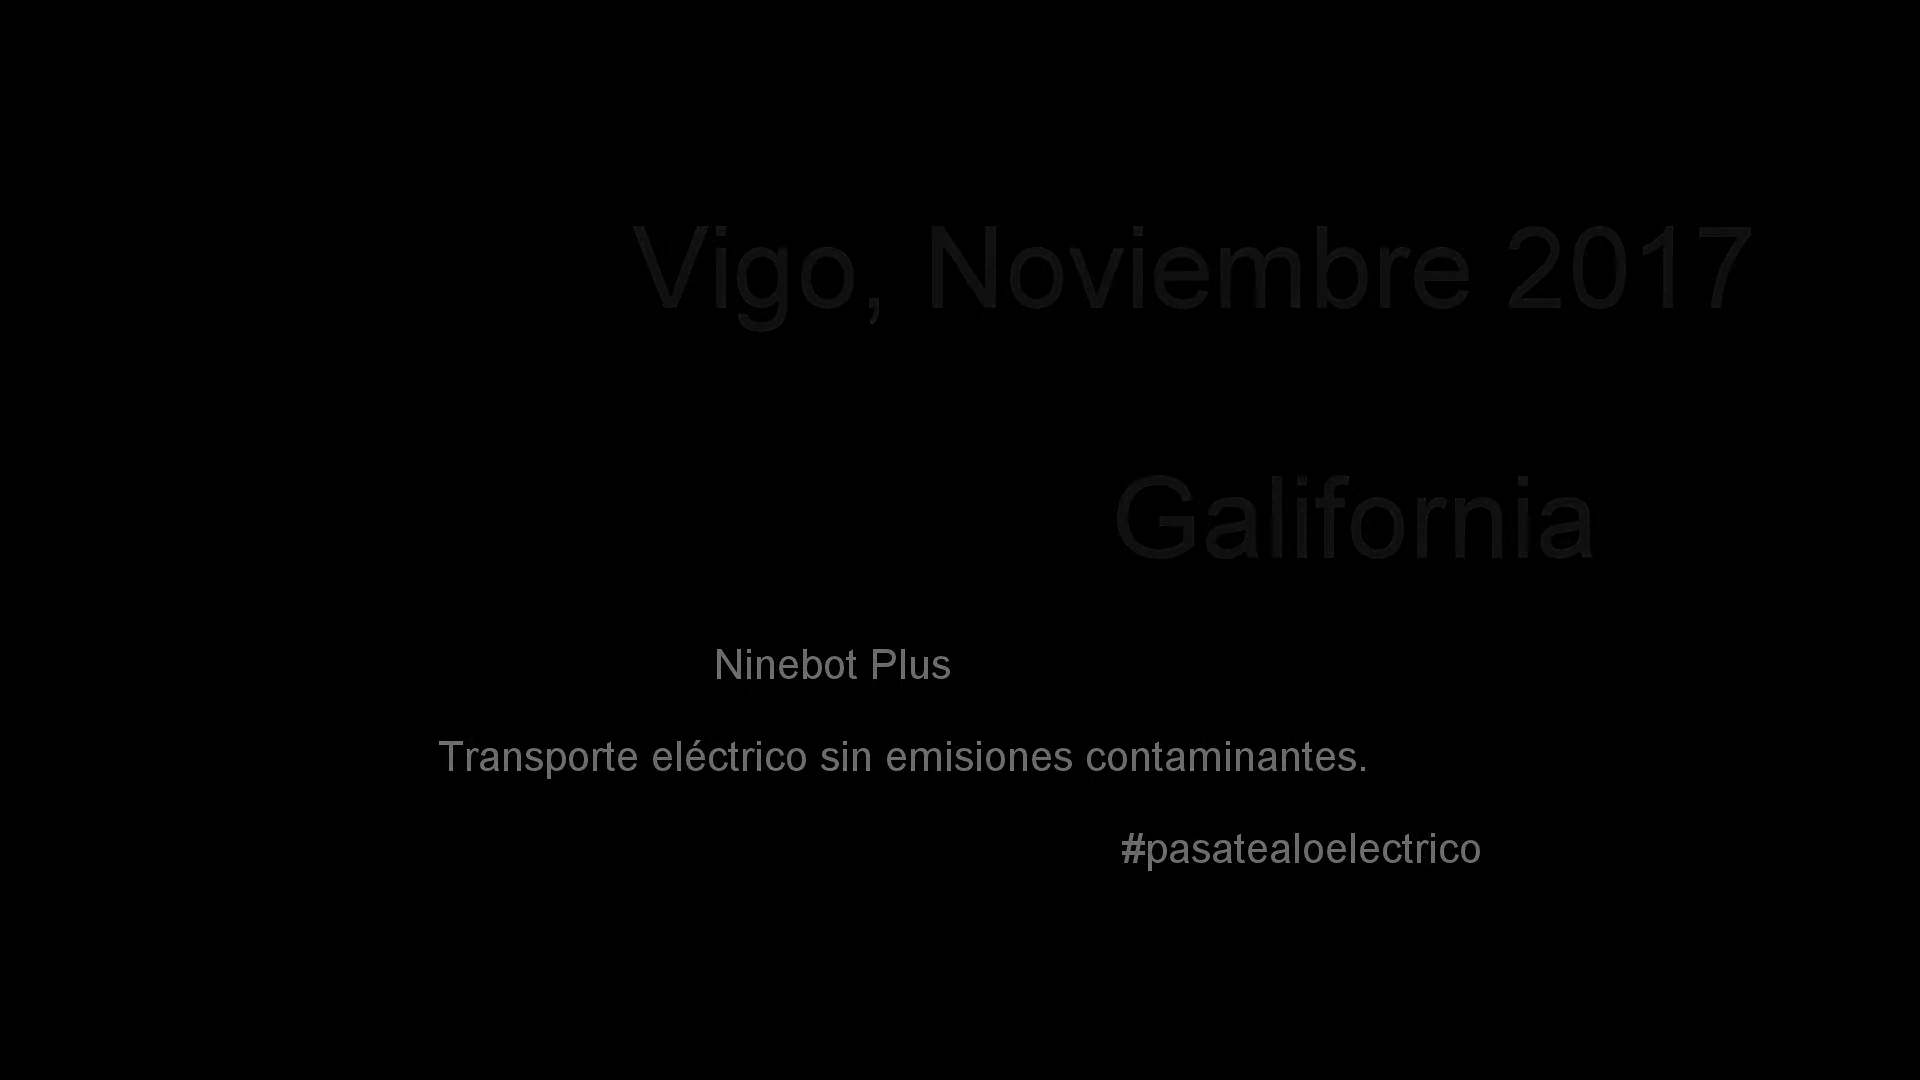 Vigo, Noviembre 2017
Galifornia
Ninebot Plus
Transporte eléctrico sin emisiones contaminantes.
#pasatealoelectrico